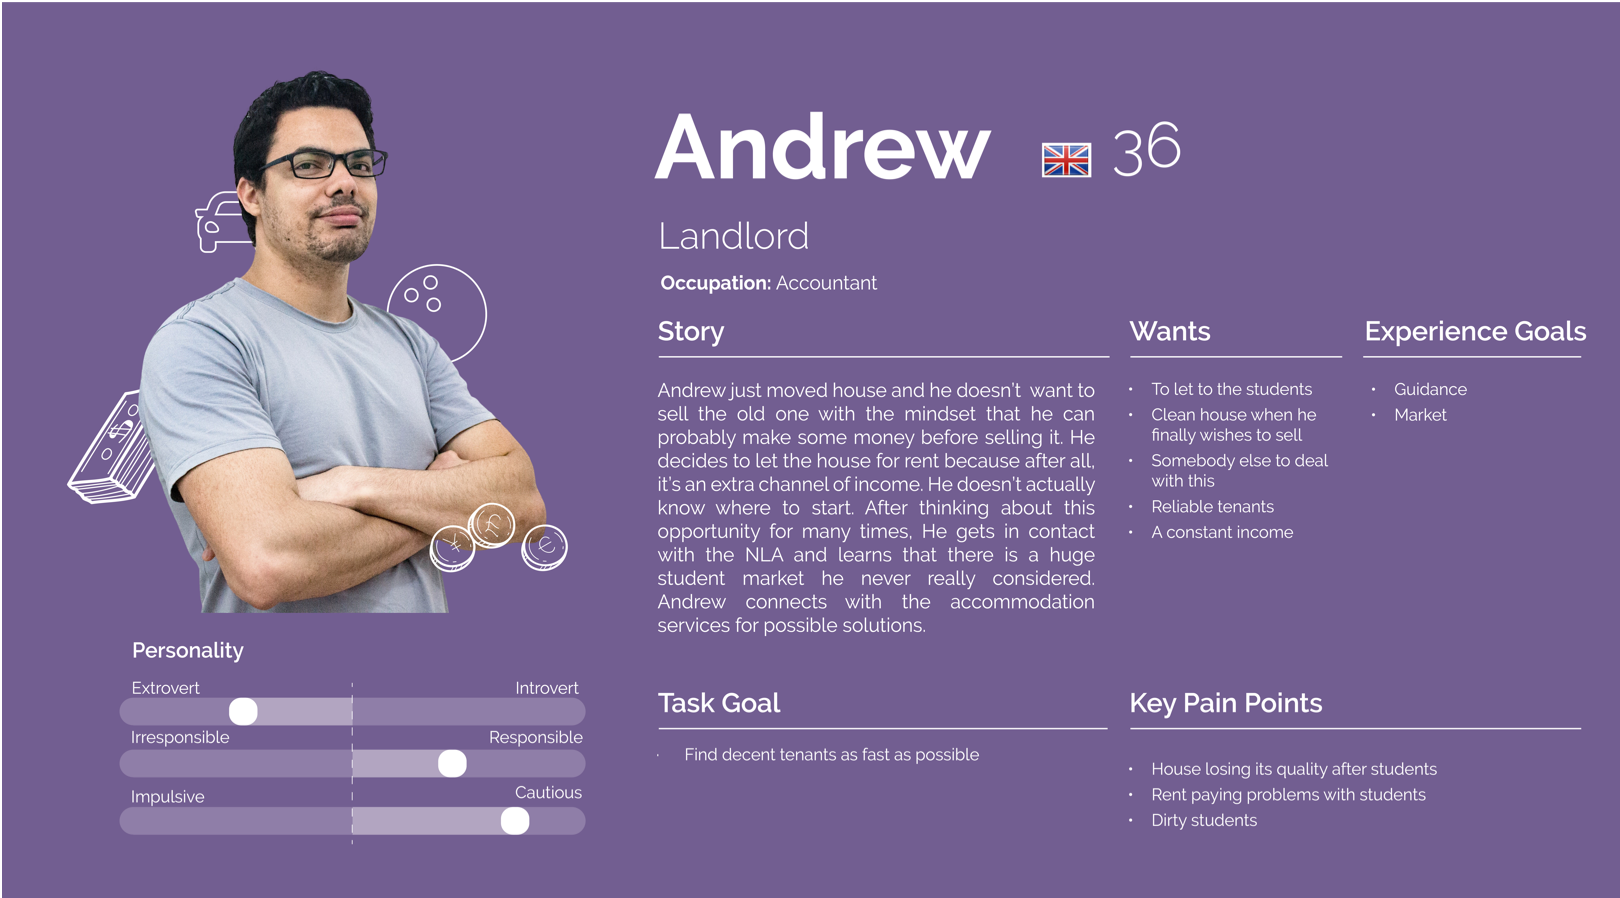 Andrew
36
Landlord
Occupation: Accountant
Story
Andrew just moved house and he doesn't want to
sell the old one with the mindset that he can
probably make some money before selling it. He
decides to let the house for rent because after all,
it's an extra channel of income. He doesn't actually
know where to start. After thinking about this
opportunity for many times, He gets in contact
with the NLA and learns that there is a huge
student market he never really considered.
Andrew connects with the accommodation
services for possible solutions.
Wants
• To let to the students
• Clean house when he
finally wishes to sell
• Somebody else to deal
with this
• Reliable tenants
• A constant income
Experience Goals
• Guidance
• Market
Personality
Extrovert Introvert
Irresponsible Responsible
Impulsive Cautious
Task Goal
· Find decent tenants as fast as possible
Key Pain Points
• House losing its quality after students
• Rent paying problems with students
• Dirty students
$
¥
£
€